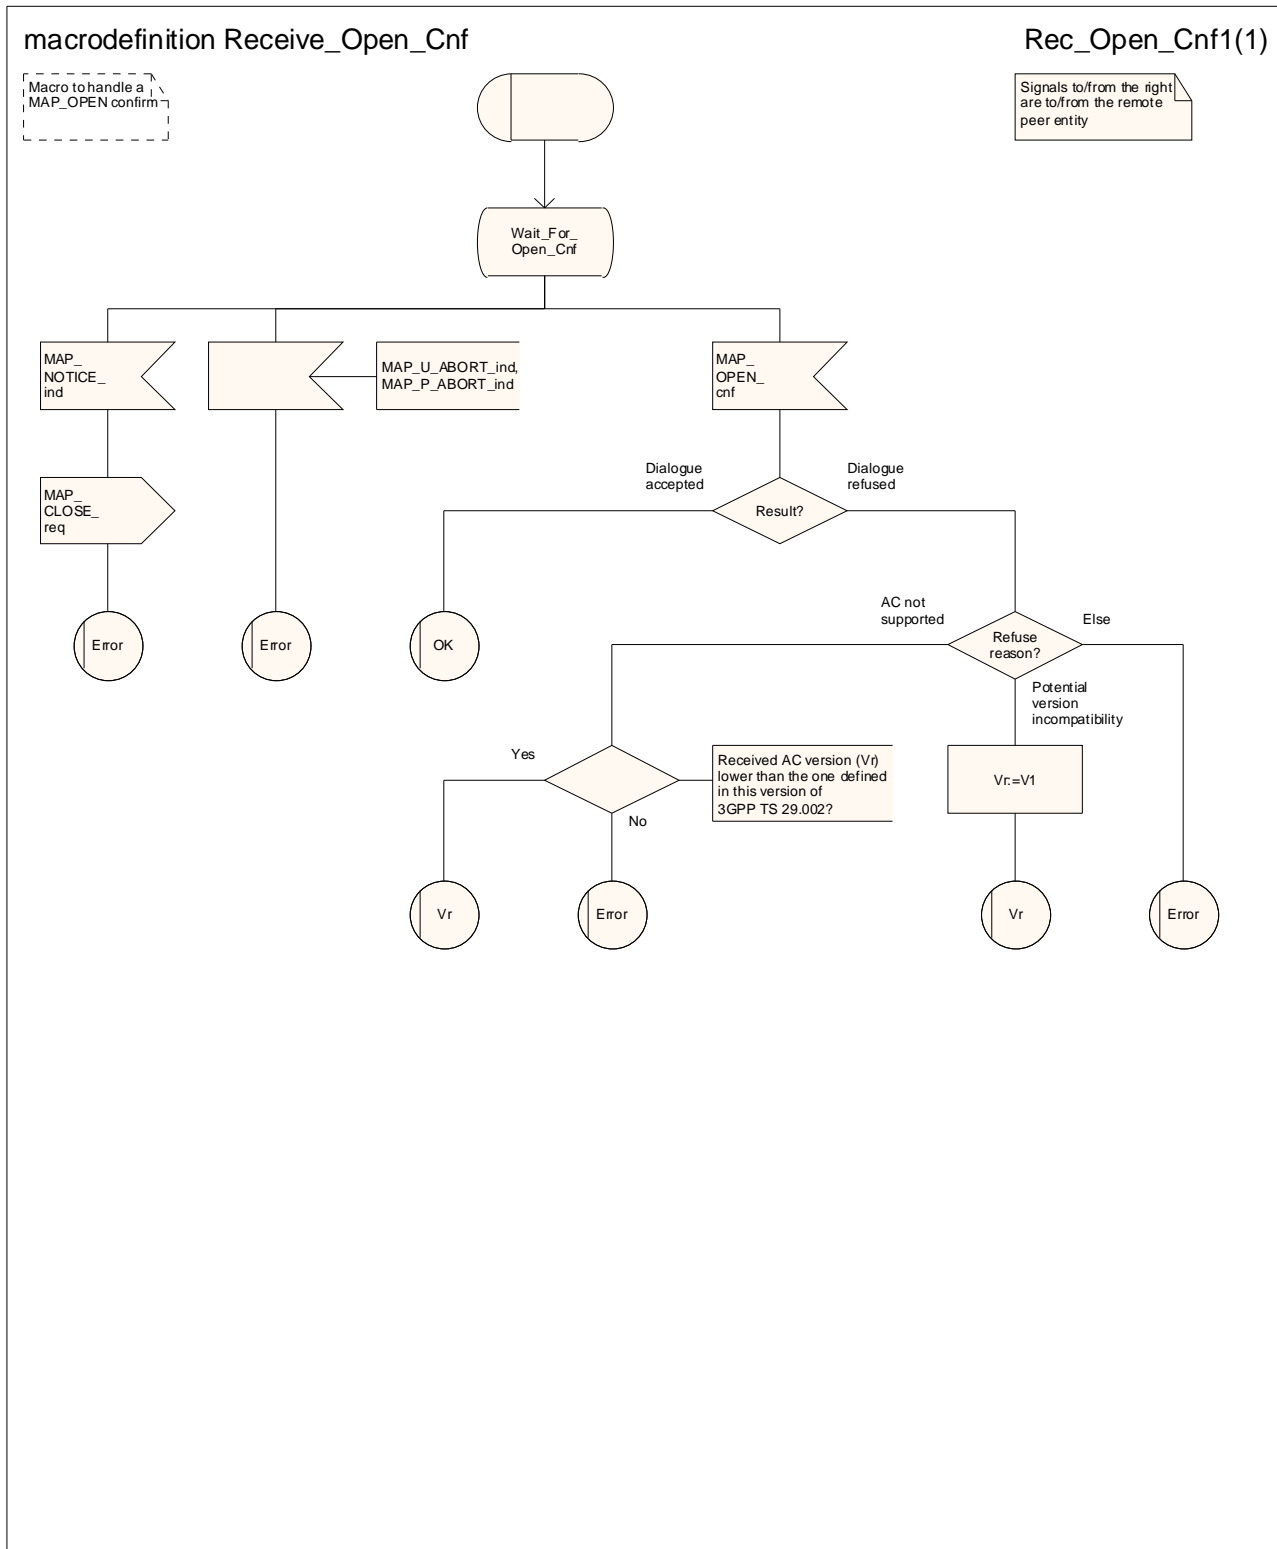 macrodefinition Receive_Open_Cnf
Rec_Open_Cnf1(1)
Macro to handle a
MAP_OPEN confirm
Signals to/from the right
are to/from the remote
peer entity
Wait_For_
Open_Cnf
MAP_
NOTICE_
ind
MAP_U_ABORT_ind,
MAP_P_ABORT_ind
MAP_
OPEN_
cnf
MAP_
CLOSE_
req
Dialogue
accepted
Dialogue
refused
Result?
Error
Error
OK
AC not
supported
Else
Refuse
reason?
Potential
version
incompatibility
Yes
Received AC version (Vr)
lower than the one defined
in this version of
3GPP TS 29.002?
No
Vr:=V1
Vr
Error
Vr
Error